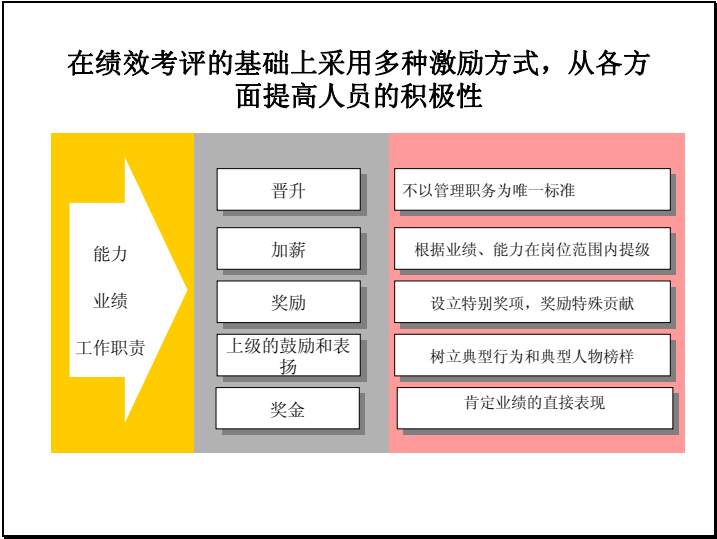 在绩效考评的基础上采用多种激励方式，从各方
面提高人员的积极性
能力
业绩
工作职责
晋升
不以管理职务为唯一标准
加薪
根据业绩、能力在岗位范围内提级
奖励
设立特别奖项，奖励特殊贡献
上级的鼓励和表
扬
树立典型行为和典型人物榜样
奖金
肯定业绩的直接表现